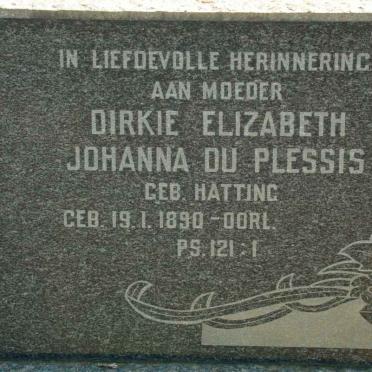 IN LIEFDEVOLLE HERINNERING
AAN MOEDER
DIRKIE ELIZABETH
JOHANNA DU PLESSIS
GEB. HATTING
GEB. 19.1.1890 - OORL.
PS. 121:1